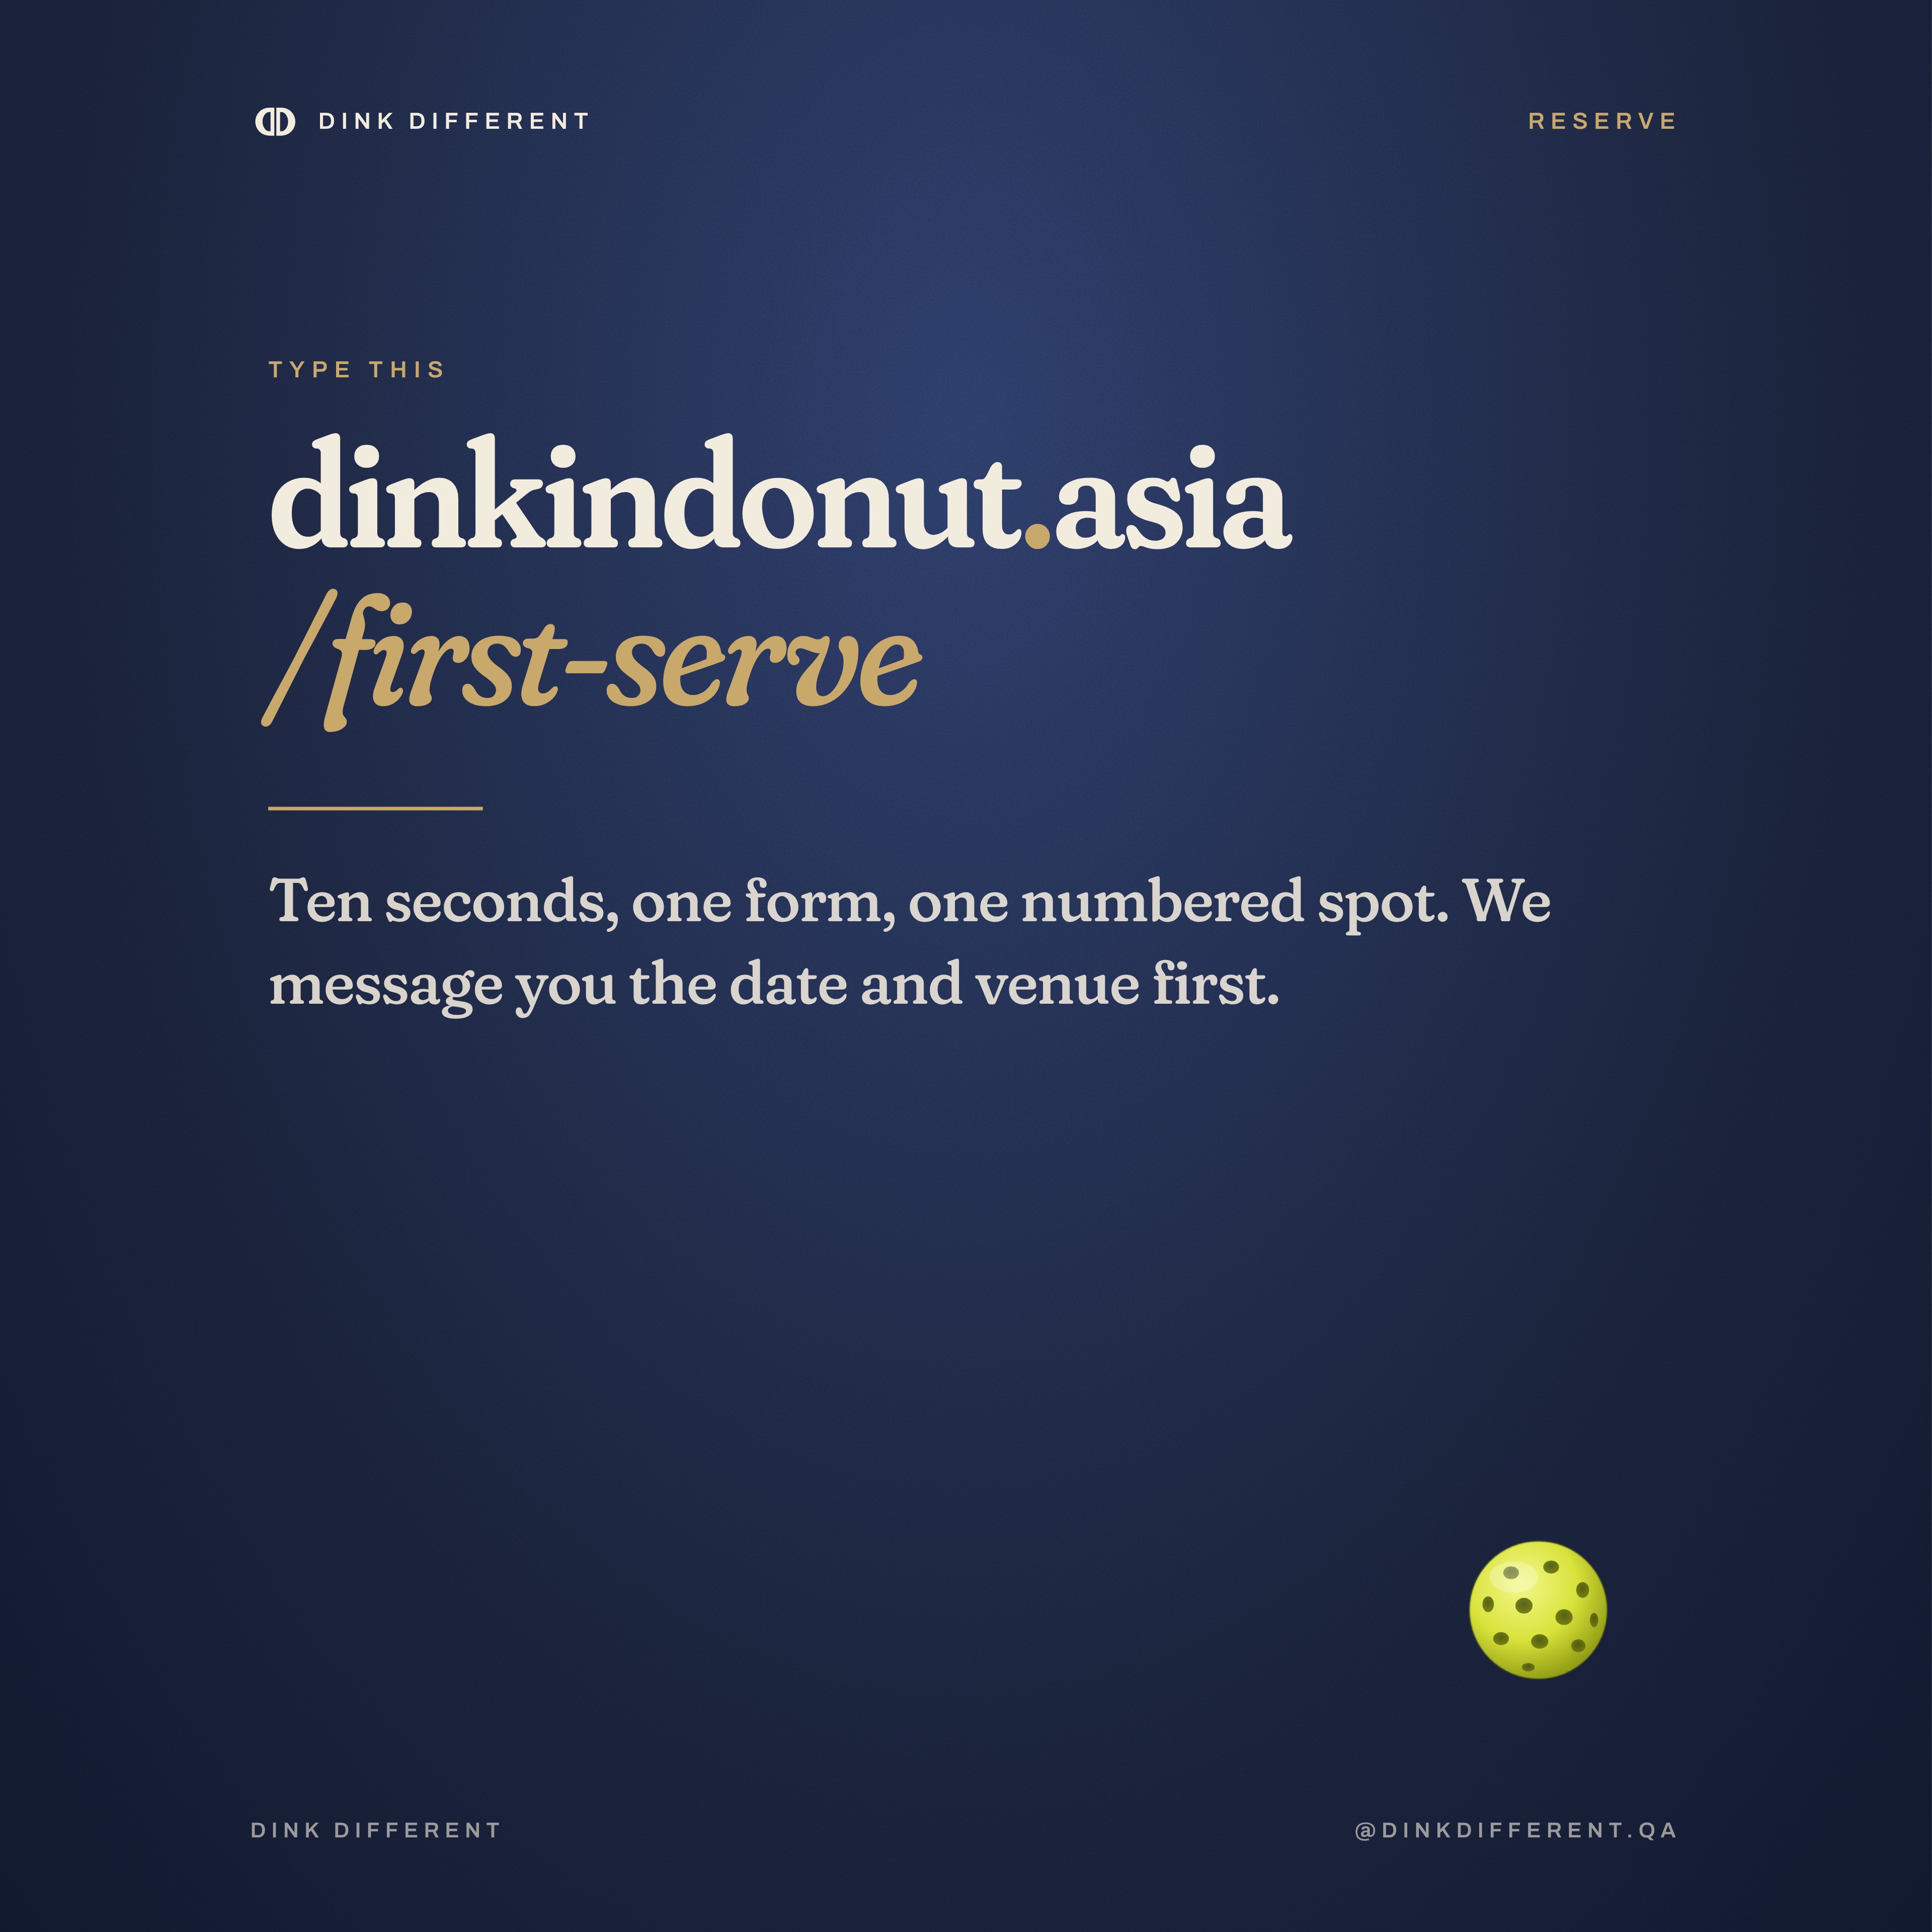 DINK DIFFERENT
RESERVE
TYPE THIS
dinkindonut.asia
/first-serve
Ten seconds, one form, one numbered spot. We
message you the date and venue first.
DINK DIFFERENT
@DINKDIFFERENT.QA